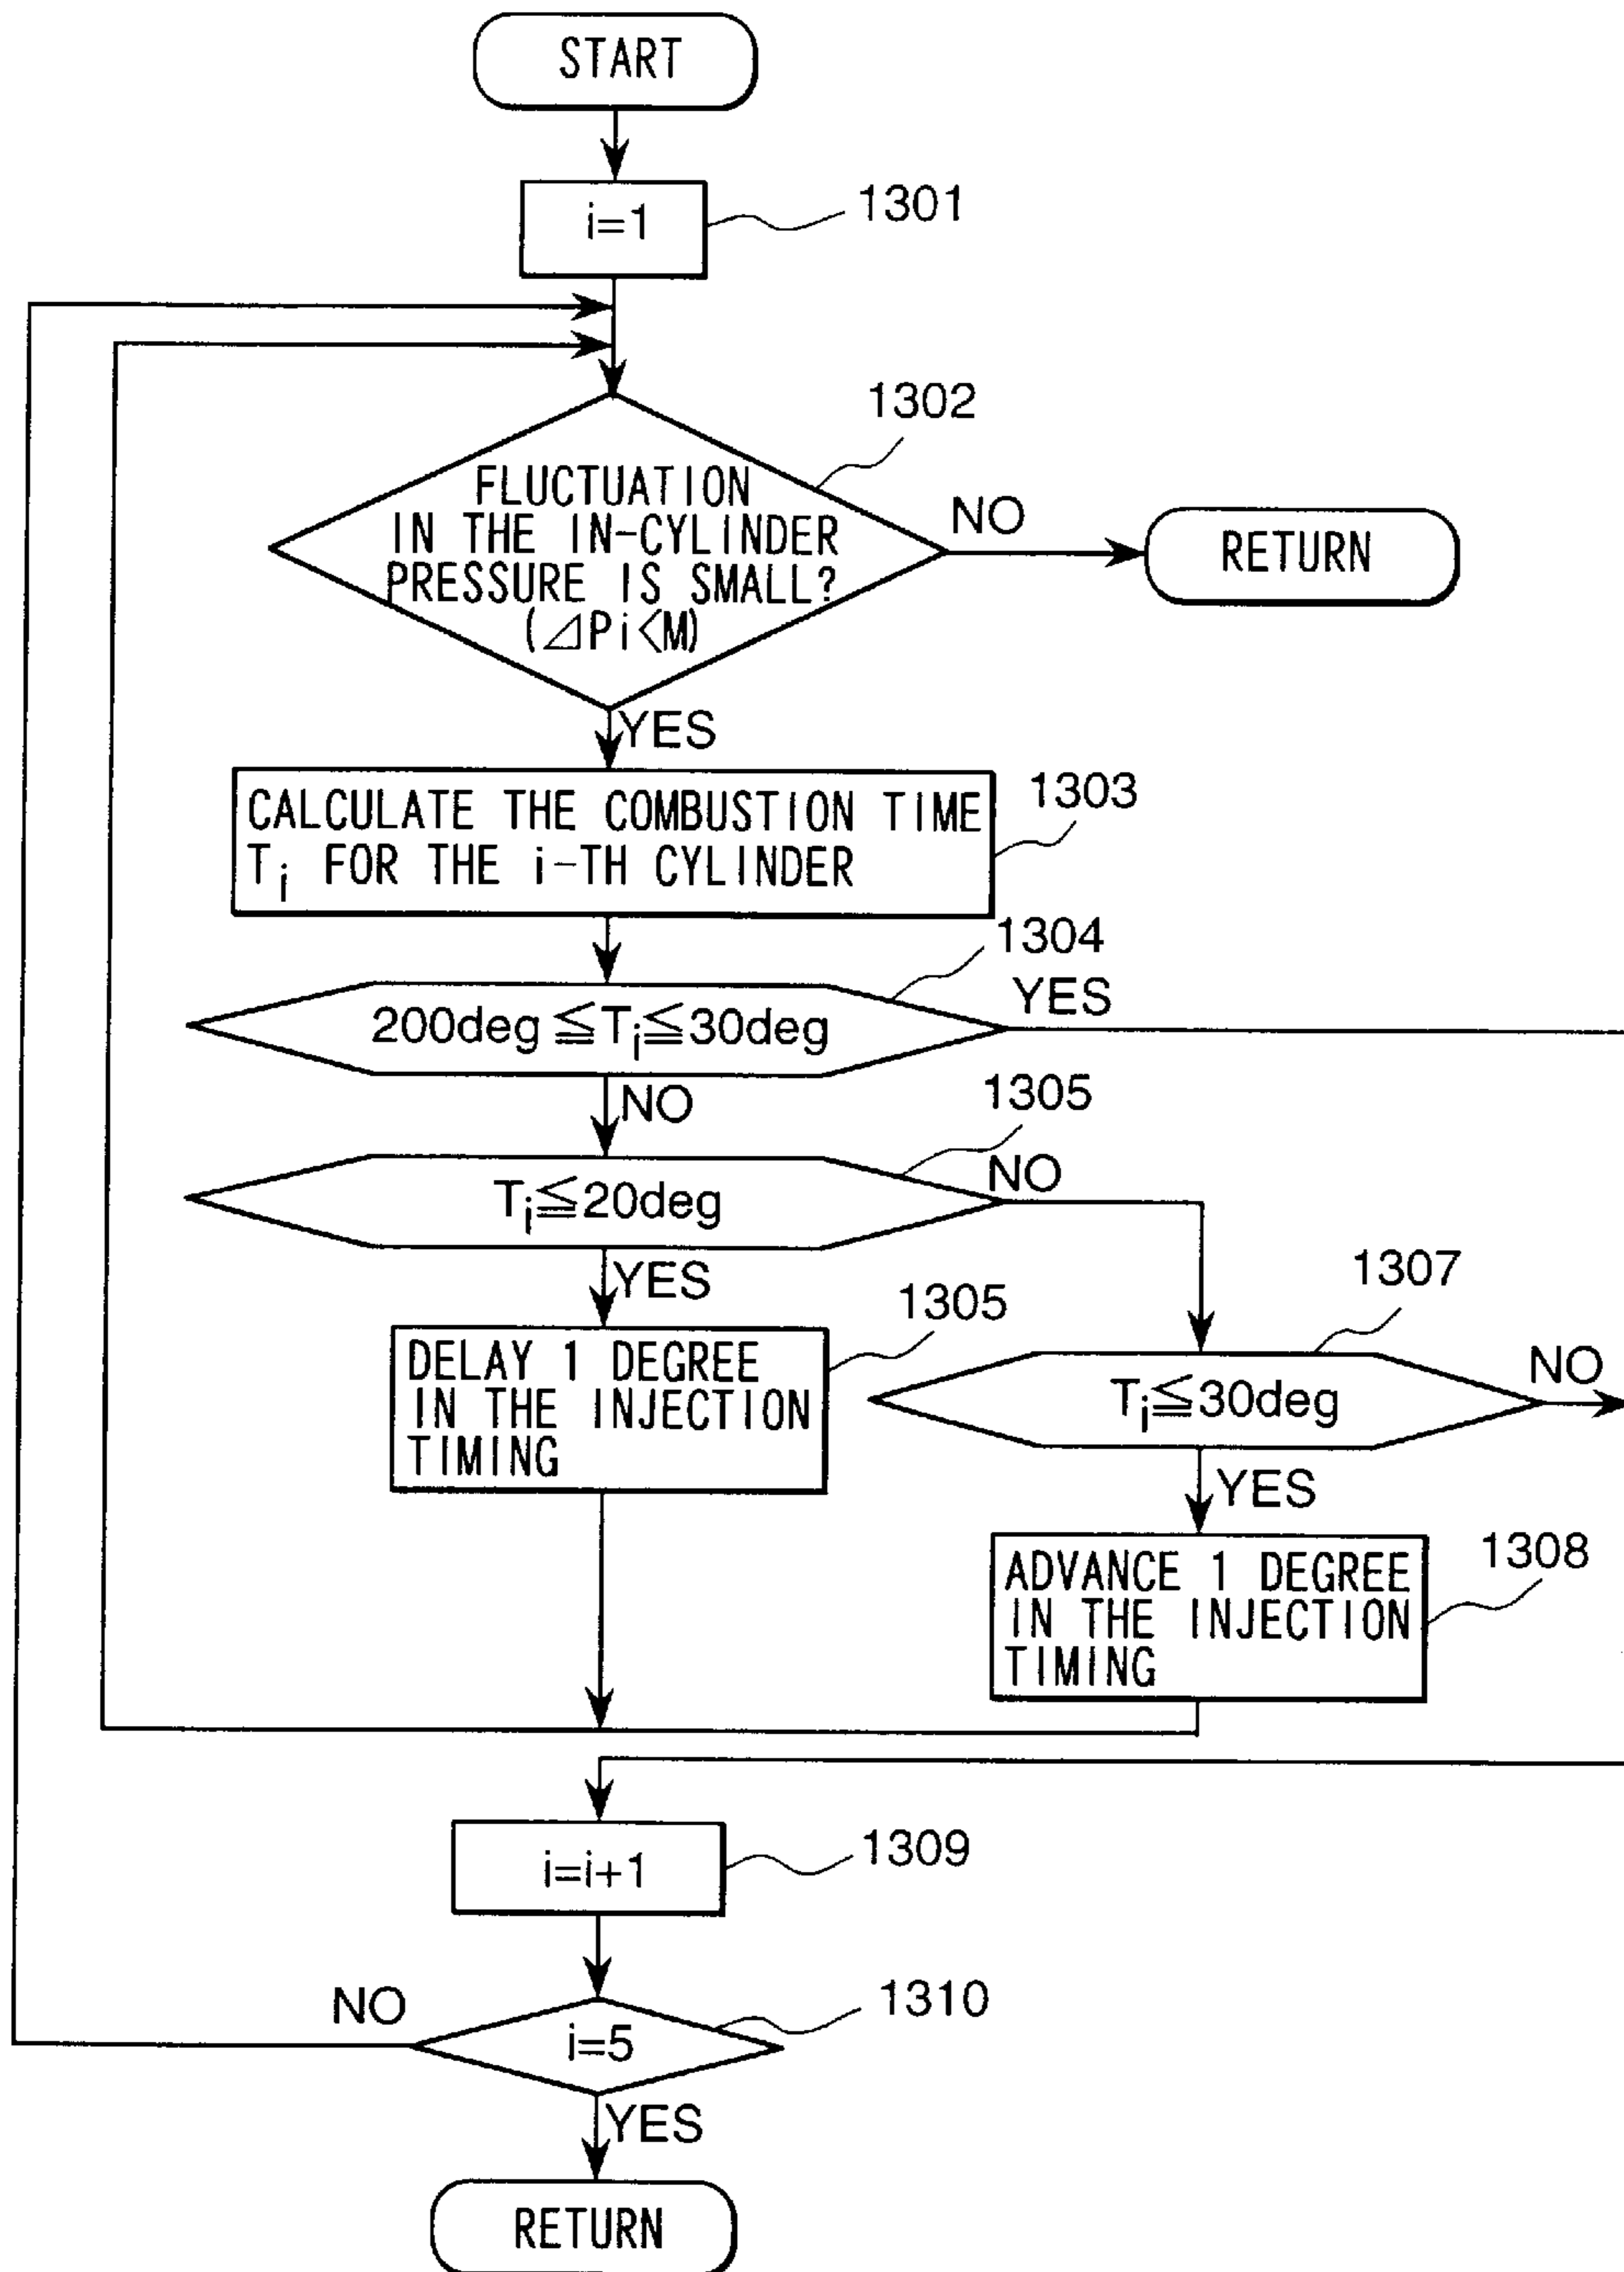 START
i=1
1301
1302
FLUCTUATION
IN THE IN-CYLINDER
PRESSURE IS SMALL?
(⊿Pi<M)
NO
RETURN
YES
1303
CALCULATE THE COMBUSTION TIME
Ti FOR THE i-TH CYLINDER
1304
200deg ≦Ti≦30deg
YES
NO
1305
Ti≦20deg
NO
YES
1305
DELAY 1 DEGREE
IN THE INJECTION
TIMING
1307
Ti≦30deg
NO
YES
1308
ADVANCE 1 DEGREE
IN THE INJECTION
TIMING
1309
i=i+1
1310
i=5
NO
YES
RETURN